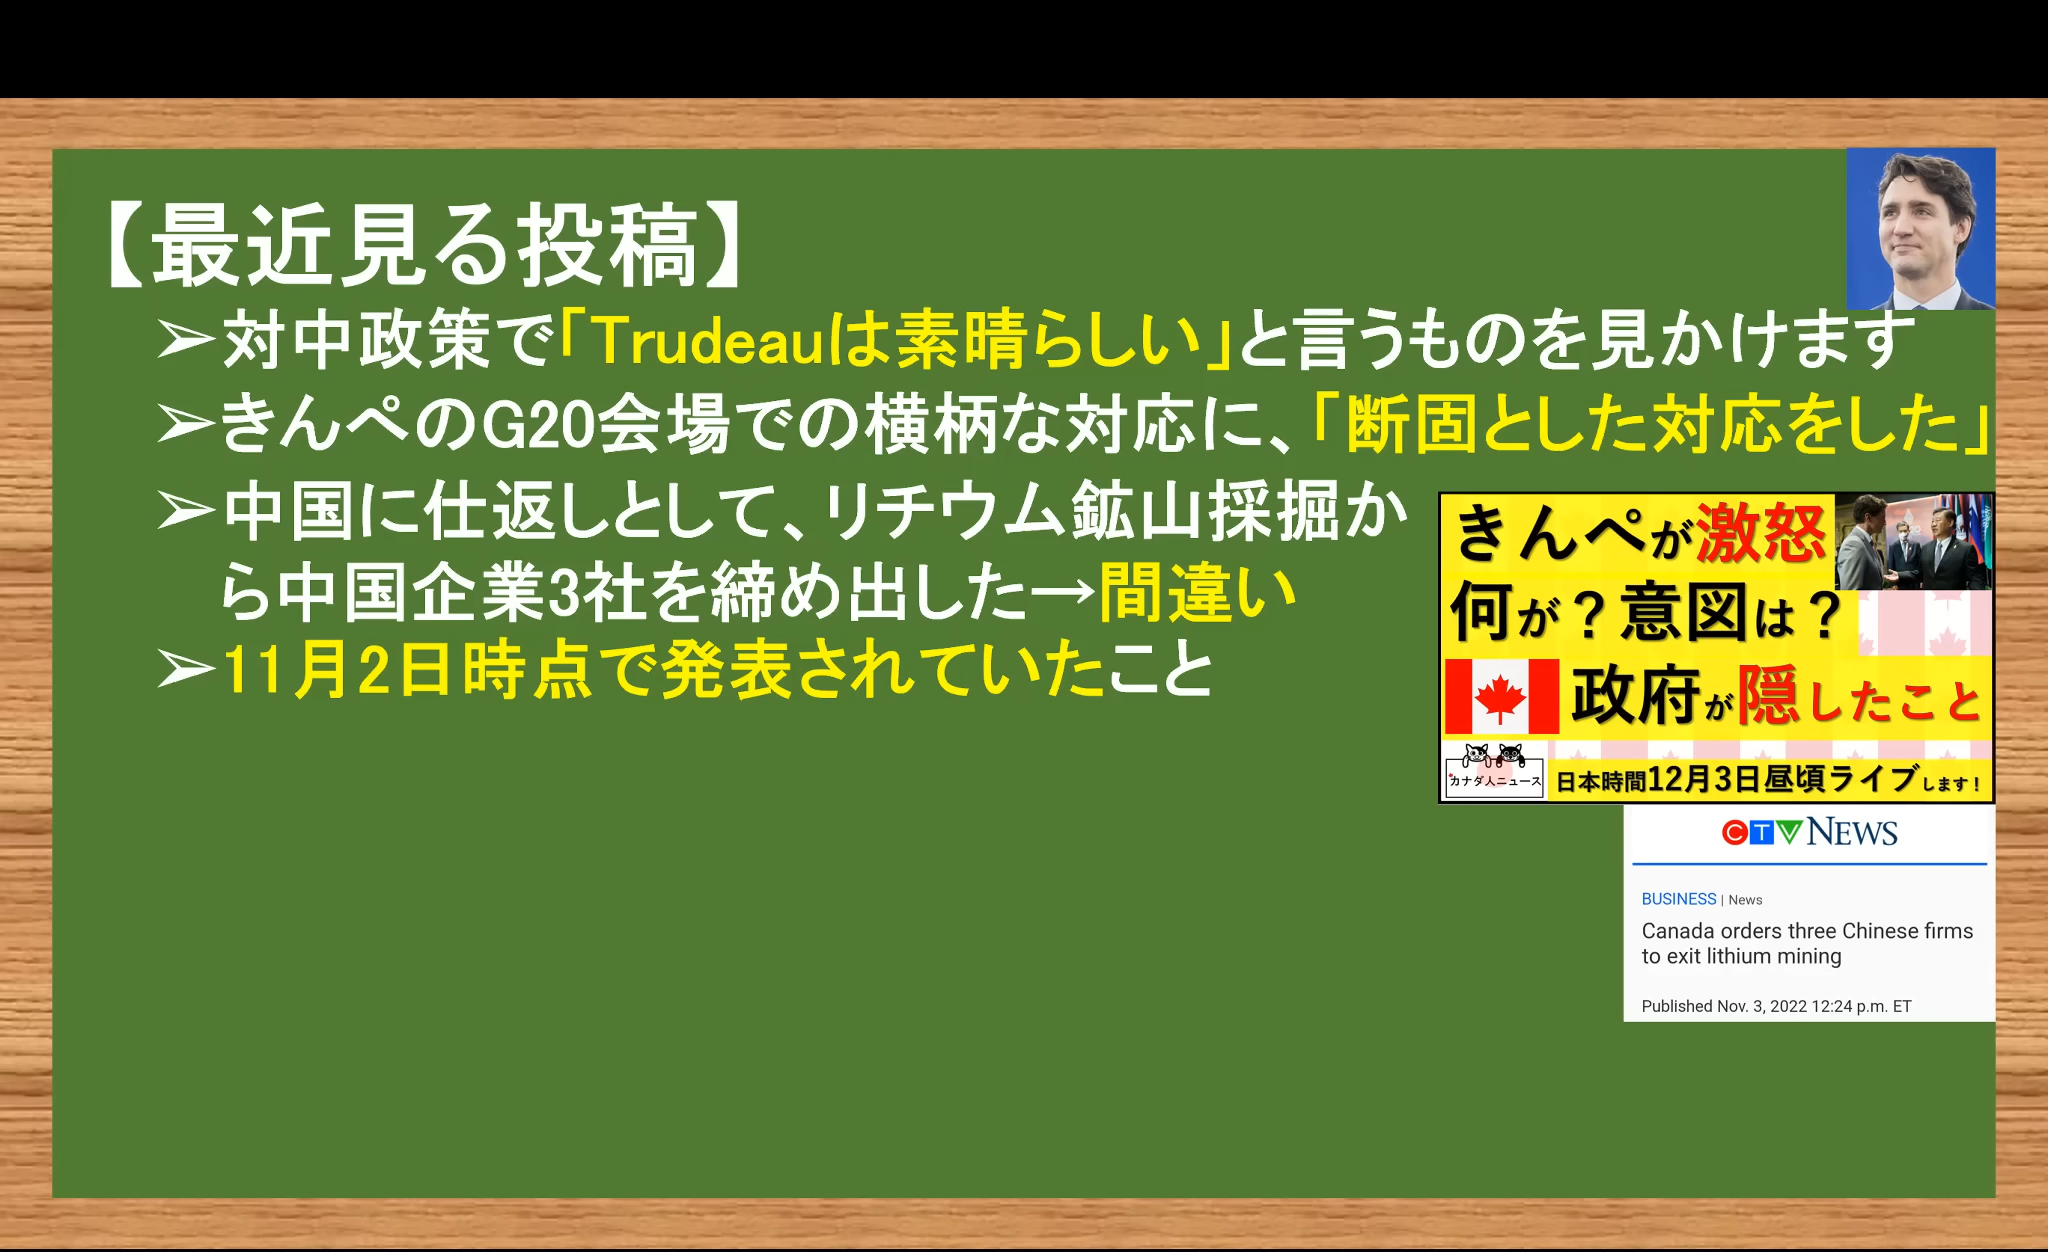 【最近見る投稿】
➢対中政策で「Trudeauは素晴らしい」と言うものを見かけます
➢きんぺのG20会場での横柄な対応に、「断固とした対応をした」
➢中国に仕返しとして、リチウム鉱山採掘か
ら中国企業3社を締め出した→間違い
➢11月2日時点で発表されていたこと
きんぺが激怒
何が？意図は？
政府が隠したこと
カナダ人ニュース
日本時間12月3日昼頃ライブします！
CTV NEWS
BUSINESS | News
Canada orders three Chinese firms
to exit lithium mining
Published Nov. 3, 2022 12:24 p.m. ET